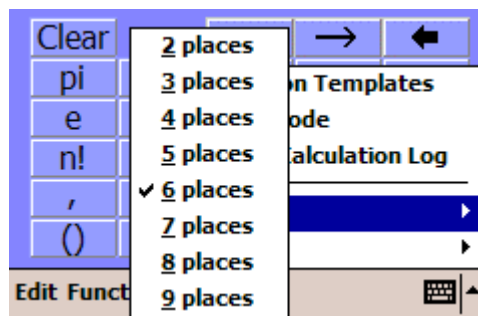 Clear
pi
e
n!
,
()
2 places
3 places
4 places
5 places
6 places
7 places
8 places
9 places
→
on Templates
ode
Calculation Log
Edit Funct